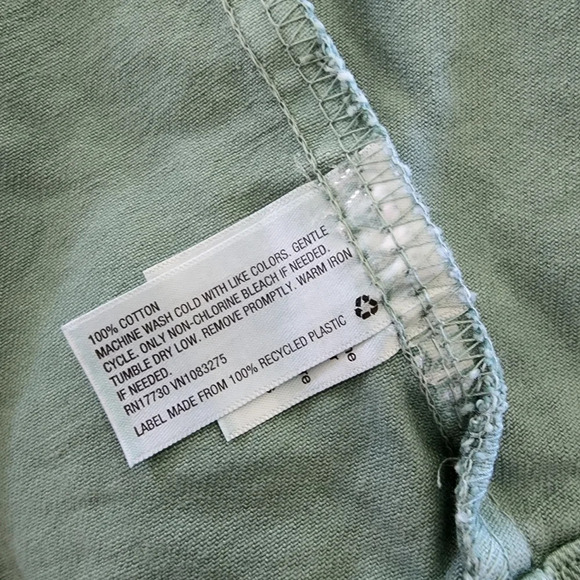 100% COTTON
MACHINE WASH COLD WITH LIKE COLORS. GENTLE
CYCLE. ONLY NON-CHLORINE BLEACH IF NEEDED.
TUMBLE DRY LOW. REMOVE PROMPTLY. WARM IRON
IF NEEDED.
RN17730 VN1083275
LABEL MADE FROM 100% RECYCLED PLASTIC